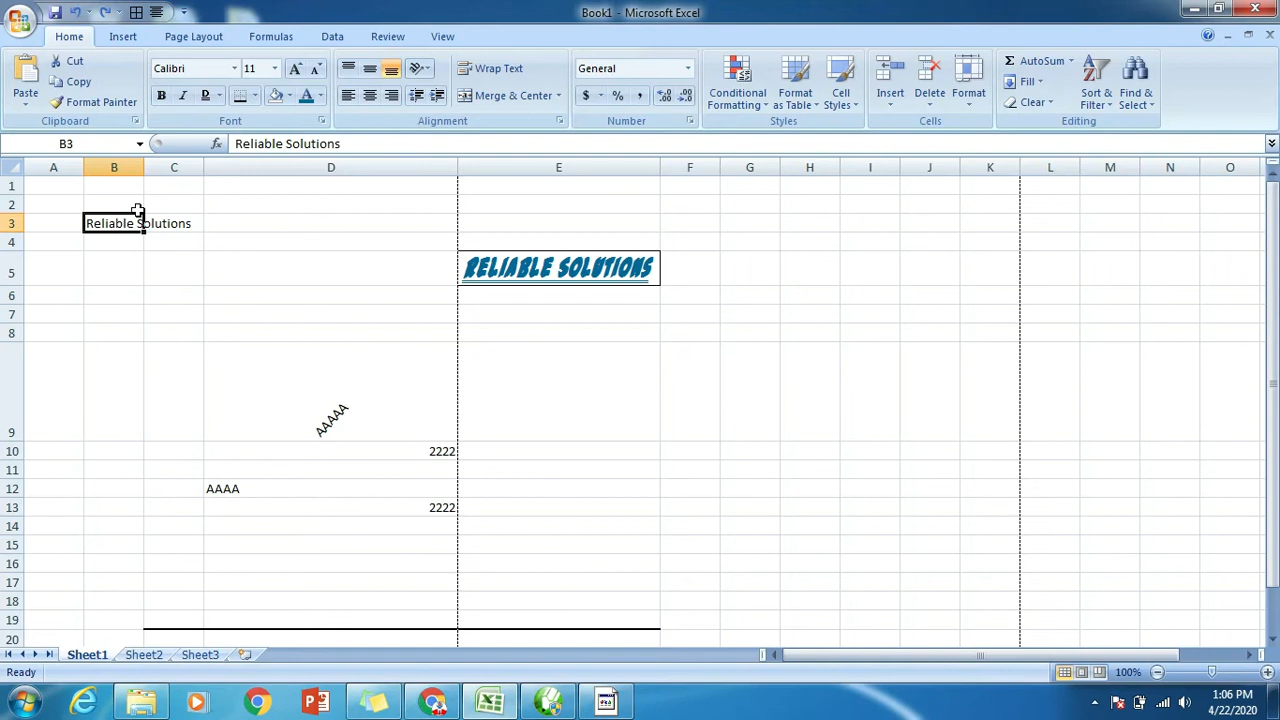 Book1 - Microsoft Excel
Home Insert Page Layout Formulas Data Review View
Paste Cut Copy Format Painter
Calibri 11
B I D
Wrap Text
Merge & Center
General
$ % ,
Conditional Formatting Format as Table Cell Styles
Insert Delete Format
Σ AutoSum Fill Clear
Sort & Filter Find & Select
Clipboard Font Alignment Number Styles Cells Editing
B3 fx Reliable Solutions
A B C D E F G H I J K L M N O
1
2
3 Reliable Solutions
4
5 RELIABLE SOLUTIONS
6
7
8
9 AAAAA
10 2222
11
12 AAAA
13 2222
14
15
16
17
18
19
20
Sheet1 Sheet2 Sheet3
Ready 100%
1:06 PM
4/22/2020